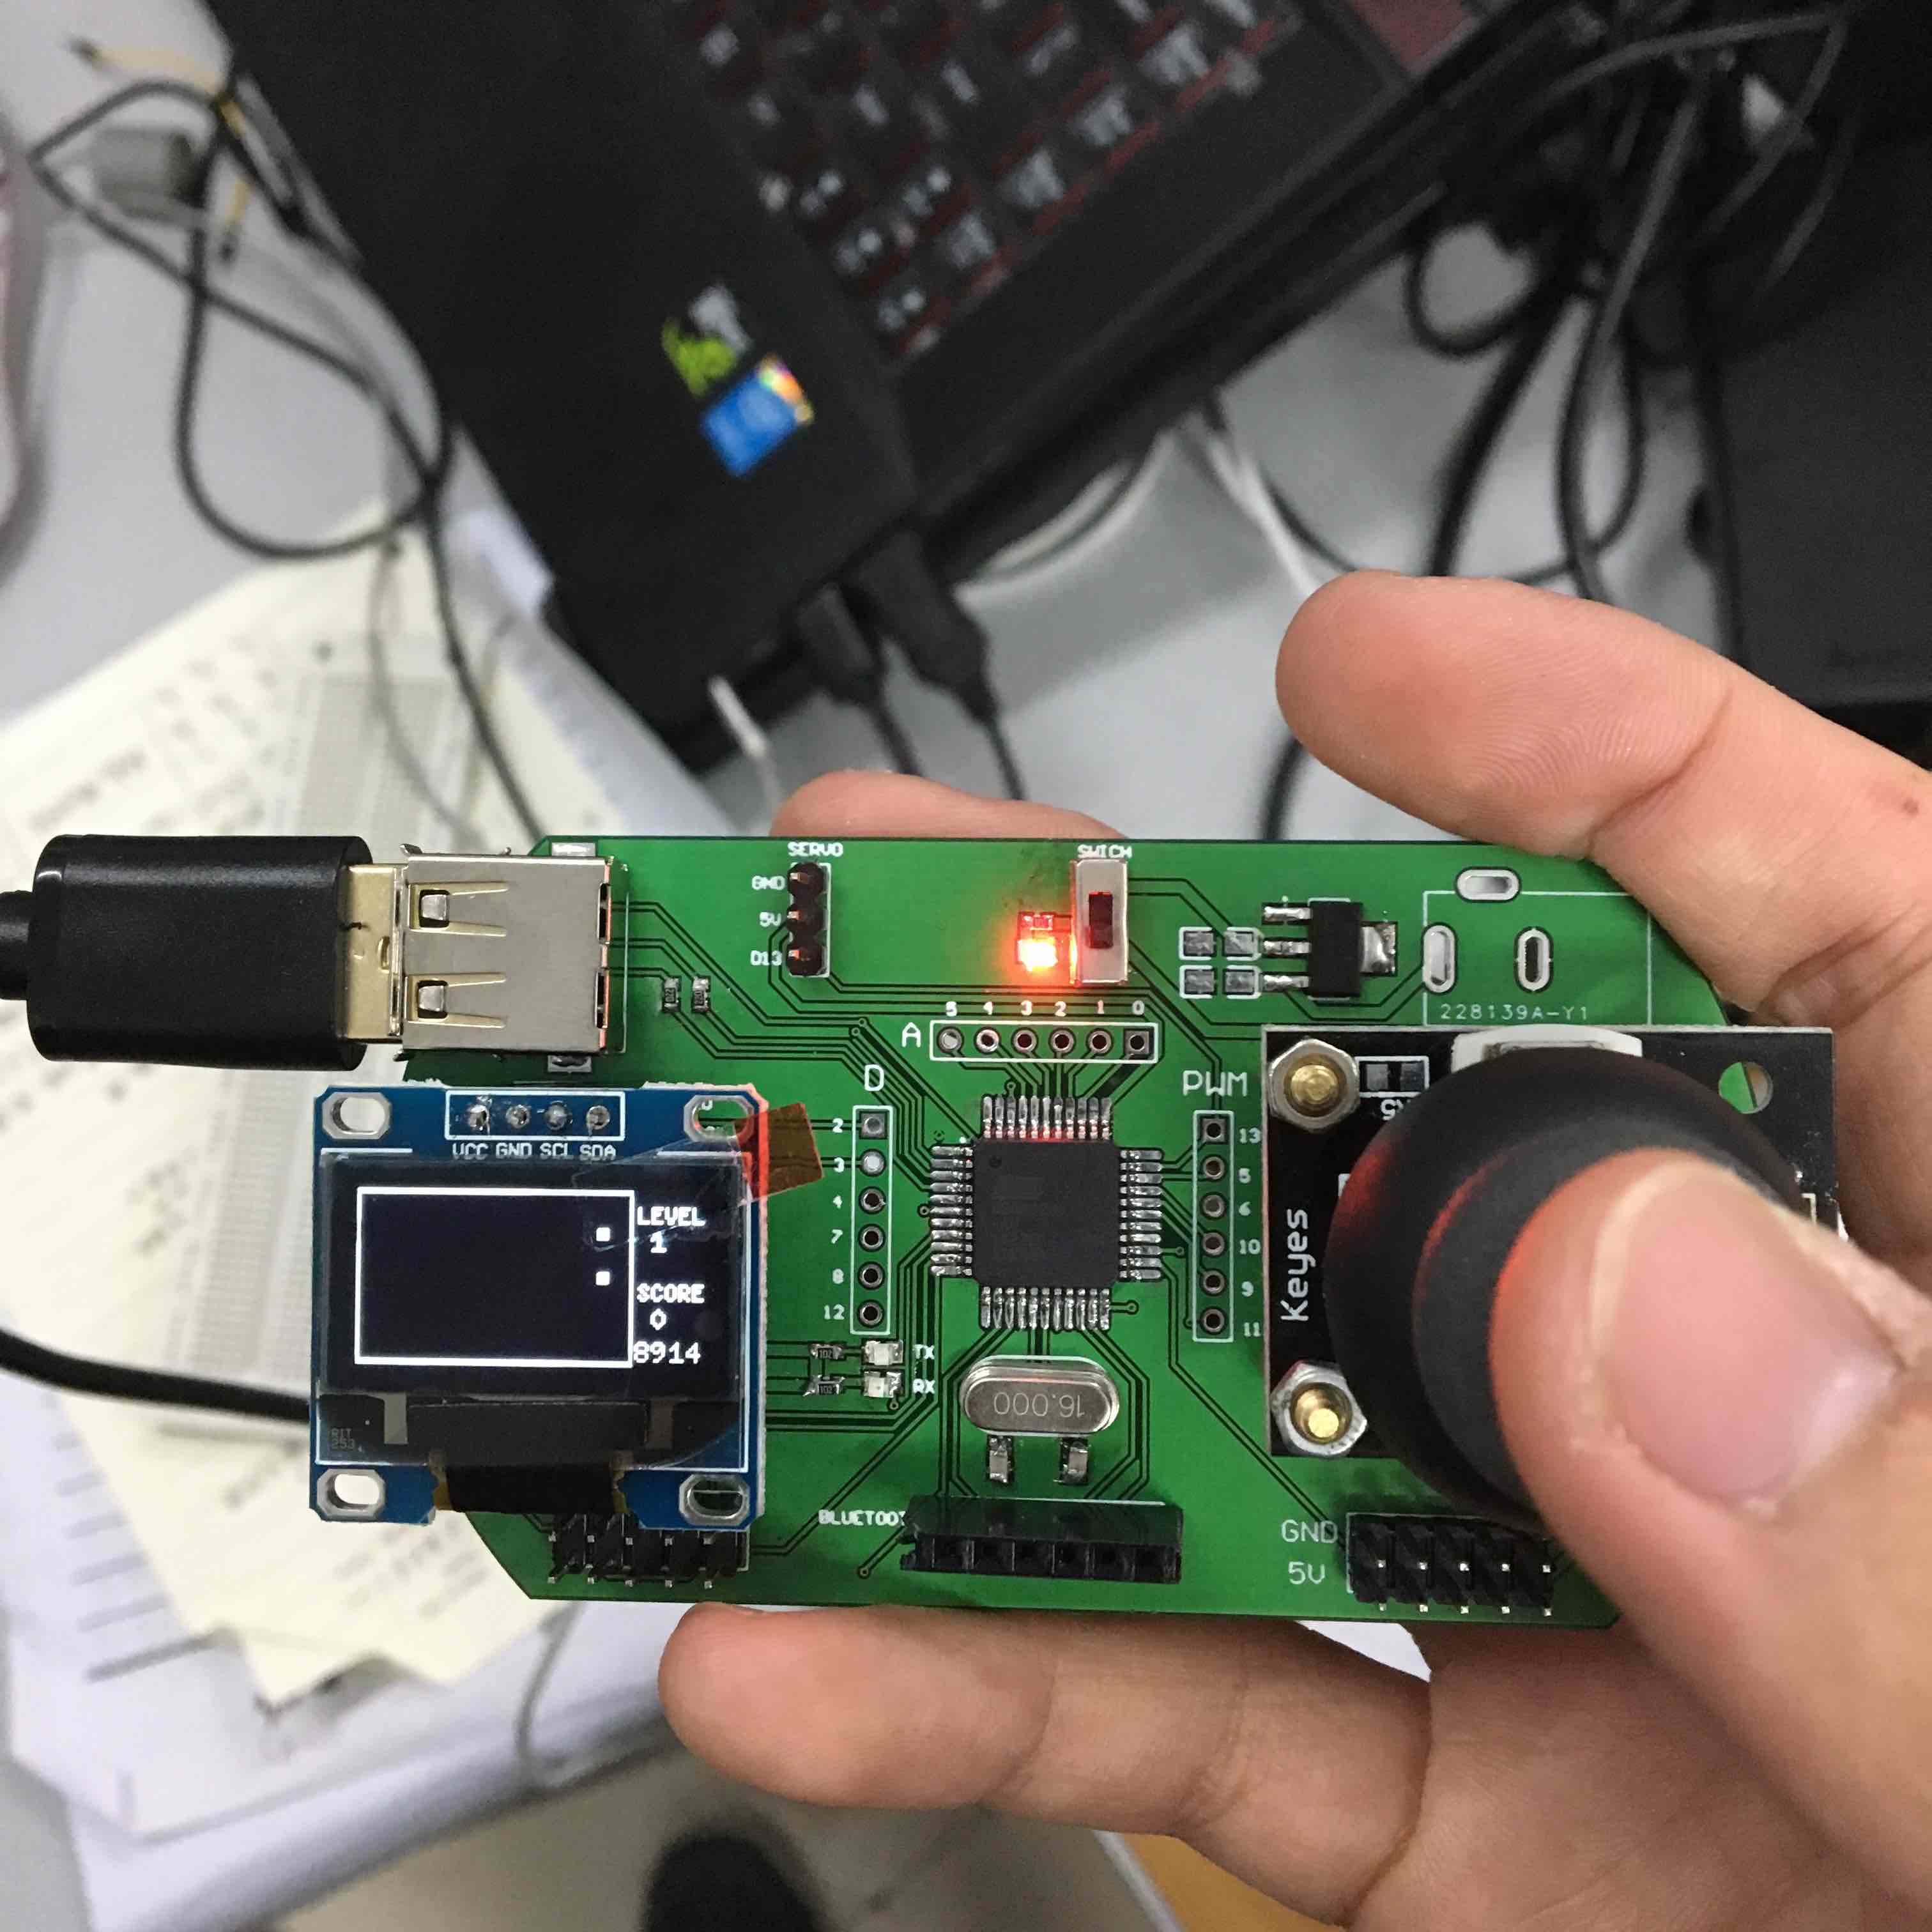 SERVO
GND
5V
D13
SWICH
5 4 3 2 1 0
A
228139A-Y1
D
2
3
4
7
8
12
PWM
13
5
6
10
9
11
VCC GND SCL SDA
LEVEL
1
SCORE
0
8914
TX
RX
16.000
Keyes
GND
5V